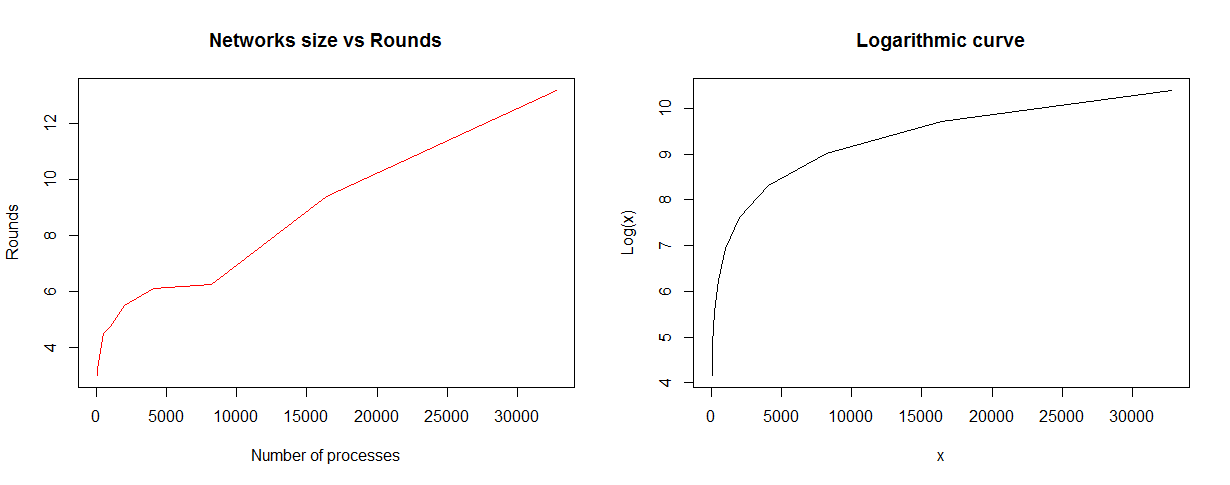 Networks size vs Rounds
Rounds
12
10
8
6
4
0 5000 10000 15000 20000 25000 30000
Number of processes
Logarithmic curve
Log(x)
10
9
8
7
6
5
4
0 5000 10000 15000 20000 25000 30000
x